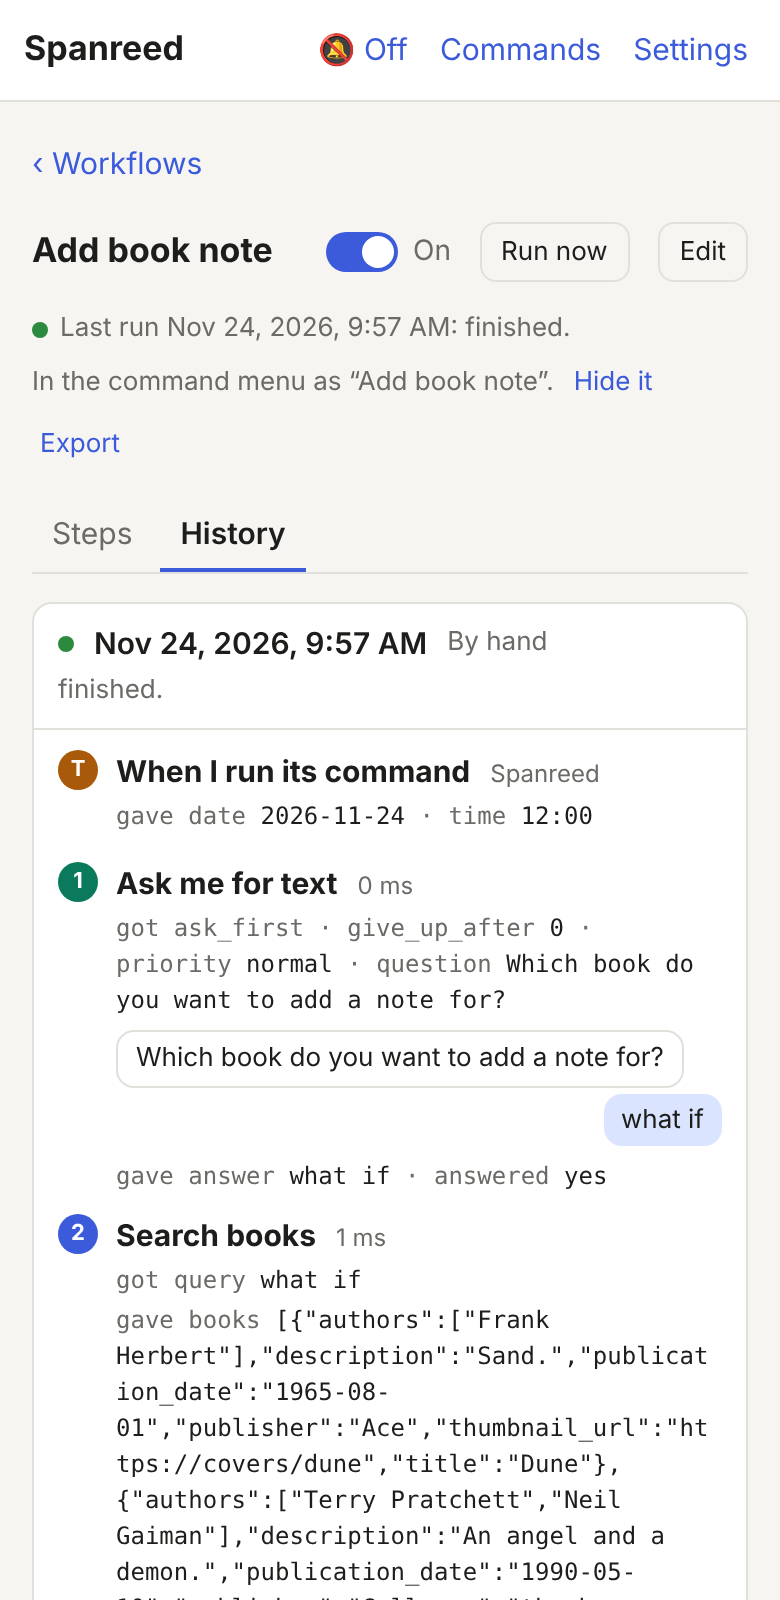 Spanreed
Off Commands Settings
‹ Workflows
Add book note On Run now Edit
Last run Nov 24, 2026, 9:57 AM: finished.
In the command menu as “Add book note”. Hide it
Export
Steps History
Nov 24, 2026, 9:57 AM By hand
finished.
T When I run its command Spanreed
gave date 2026-11-24 · time 12:00
1 Ask me for text 0 ms
got ask_first · give_up_after 0 ·
priority normal · question Which book do
you want to add a note for?
Which book do you want to add a note for?
what if
gave answer what if · answered yes
2 Search books 1 ms
got query what if
gave books [{"authors":["Frank
Herbert"],"description":"Sand.","publicat
ion_date":"1965-08-
01","publisher":"Ace","thumbnail_url":"ht
tps://covers/dune","title":"Dune"},
{"authors":["Terry Pratchett","Neil
Gaiman"],"description":"An angel and a
demon.","publication_date":"1990-05-